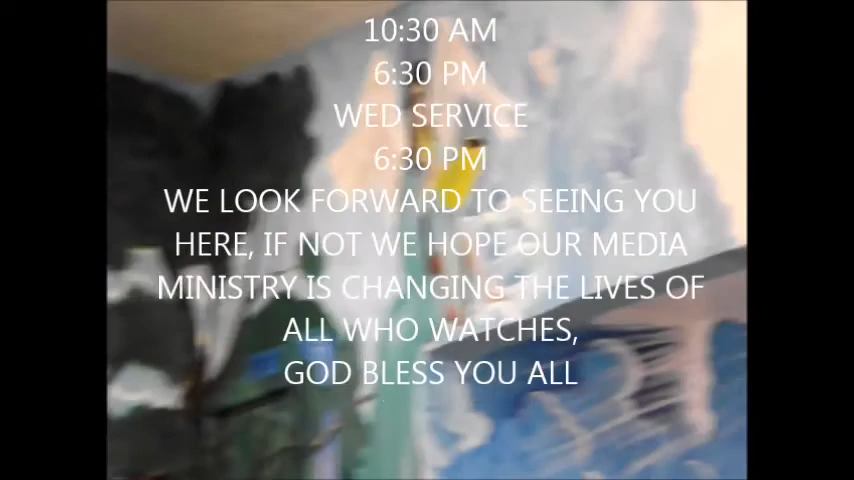 10:30 AM
6:30 PM
WED SERVICE
6:30 PM
WE LOOK FORWARD TO SEEING YOU
HERE, IF NOT WE HOPE OUR MEDIA
MINISTRY IS CHANGING THE LIVES OF
ALL WHO WATCHES,
GOD BLESS YOU ALL